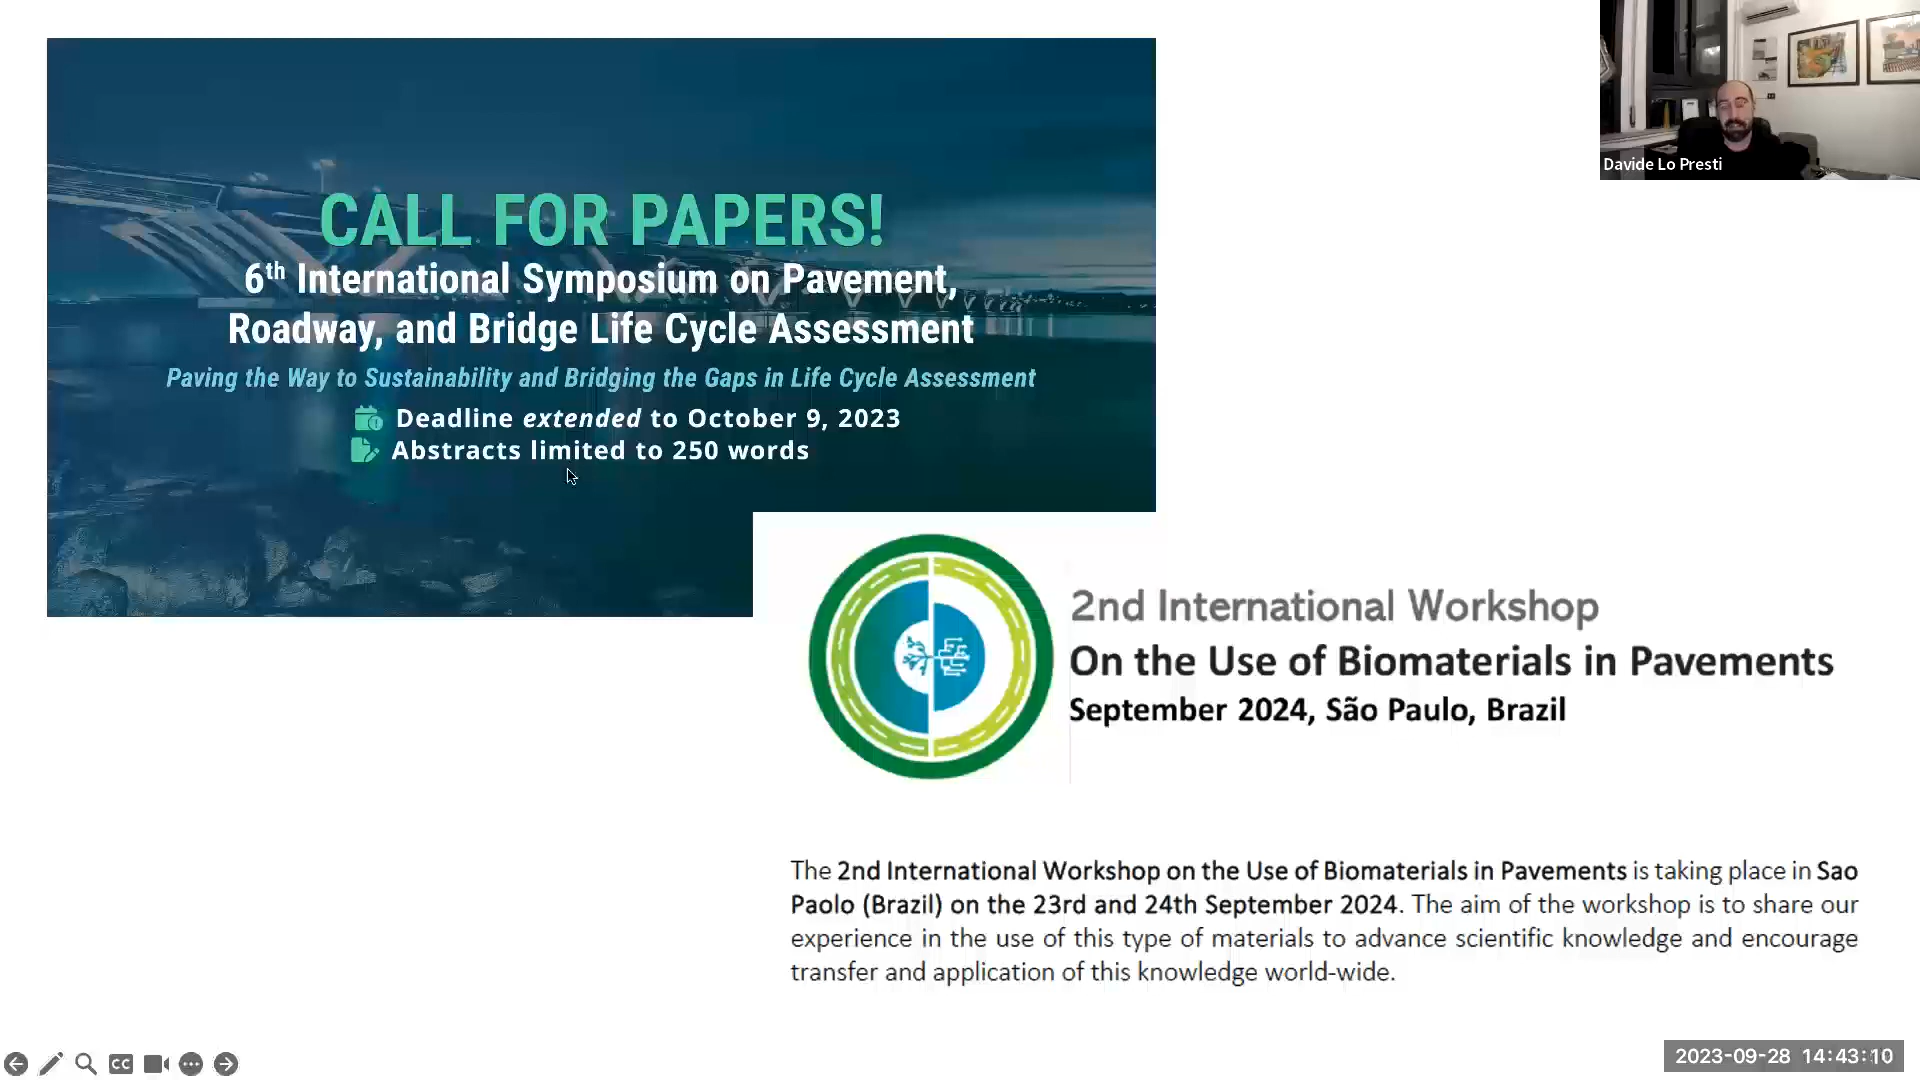 CALL FOR PAPERS!
6th International Symposium on Pavement,
Roadway, and Bridge Life Cycle Assessment
Paving the Way to Sustainability and Bridging the Gaps in Life Cycle Assessment
Deadline extended to October 9, 2023
Abstracts limited to 250 words
Davide Lo Presti
2nd International Workshop
On the Use of Biomaterials in Pavements
September 2024, São Paulo, Brazil
The 2nd International Workshop on the Use of Biomaterials in Pavements is taking place in Sao
Paolo (Brazil) on the 23rd and 24th September 2024. The aim of the workshop is to share our
experience in the use of this type of materials to advance scientific knowledge and encourage
transfer and application of this knowledge world-wide.
CC
2023-09-28 14:43:10